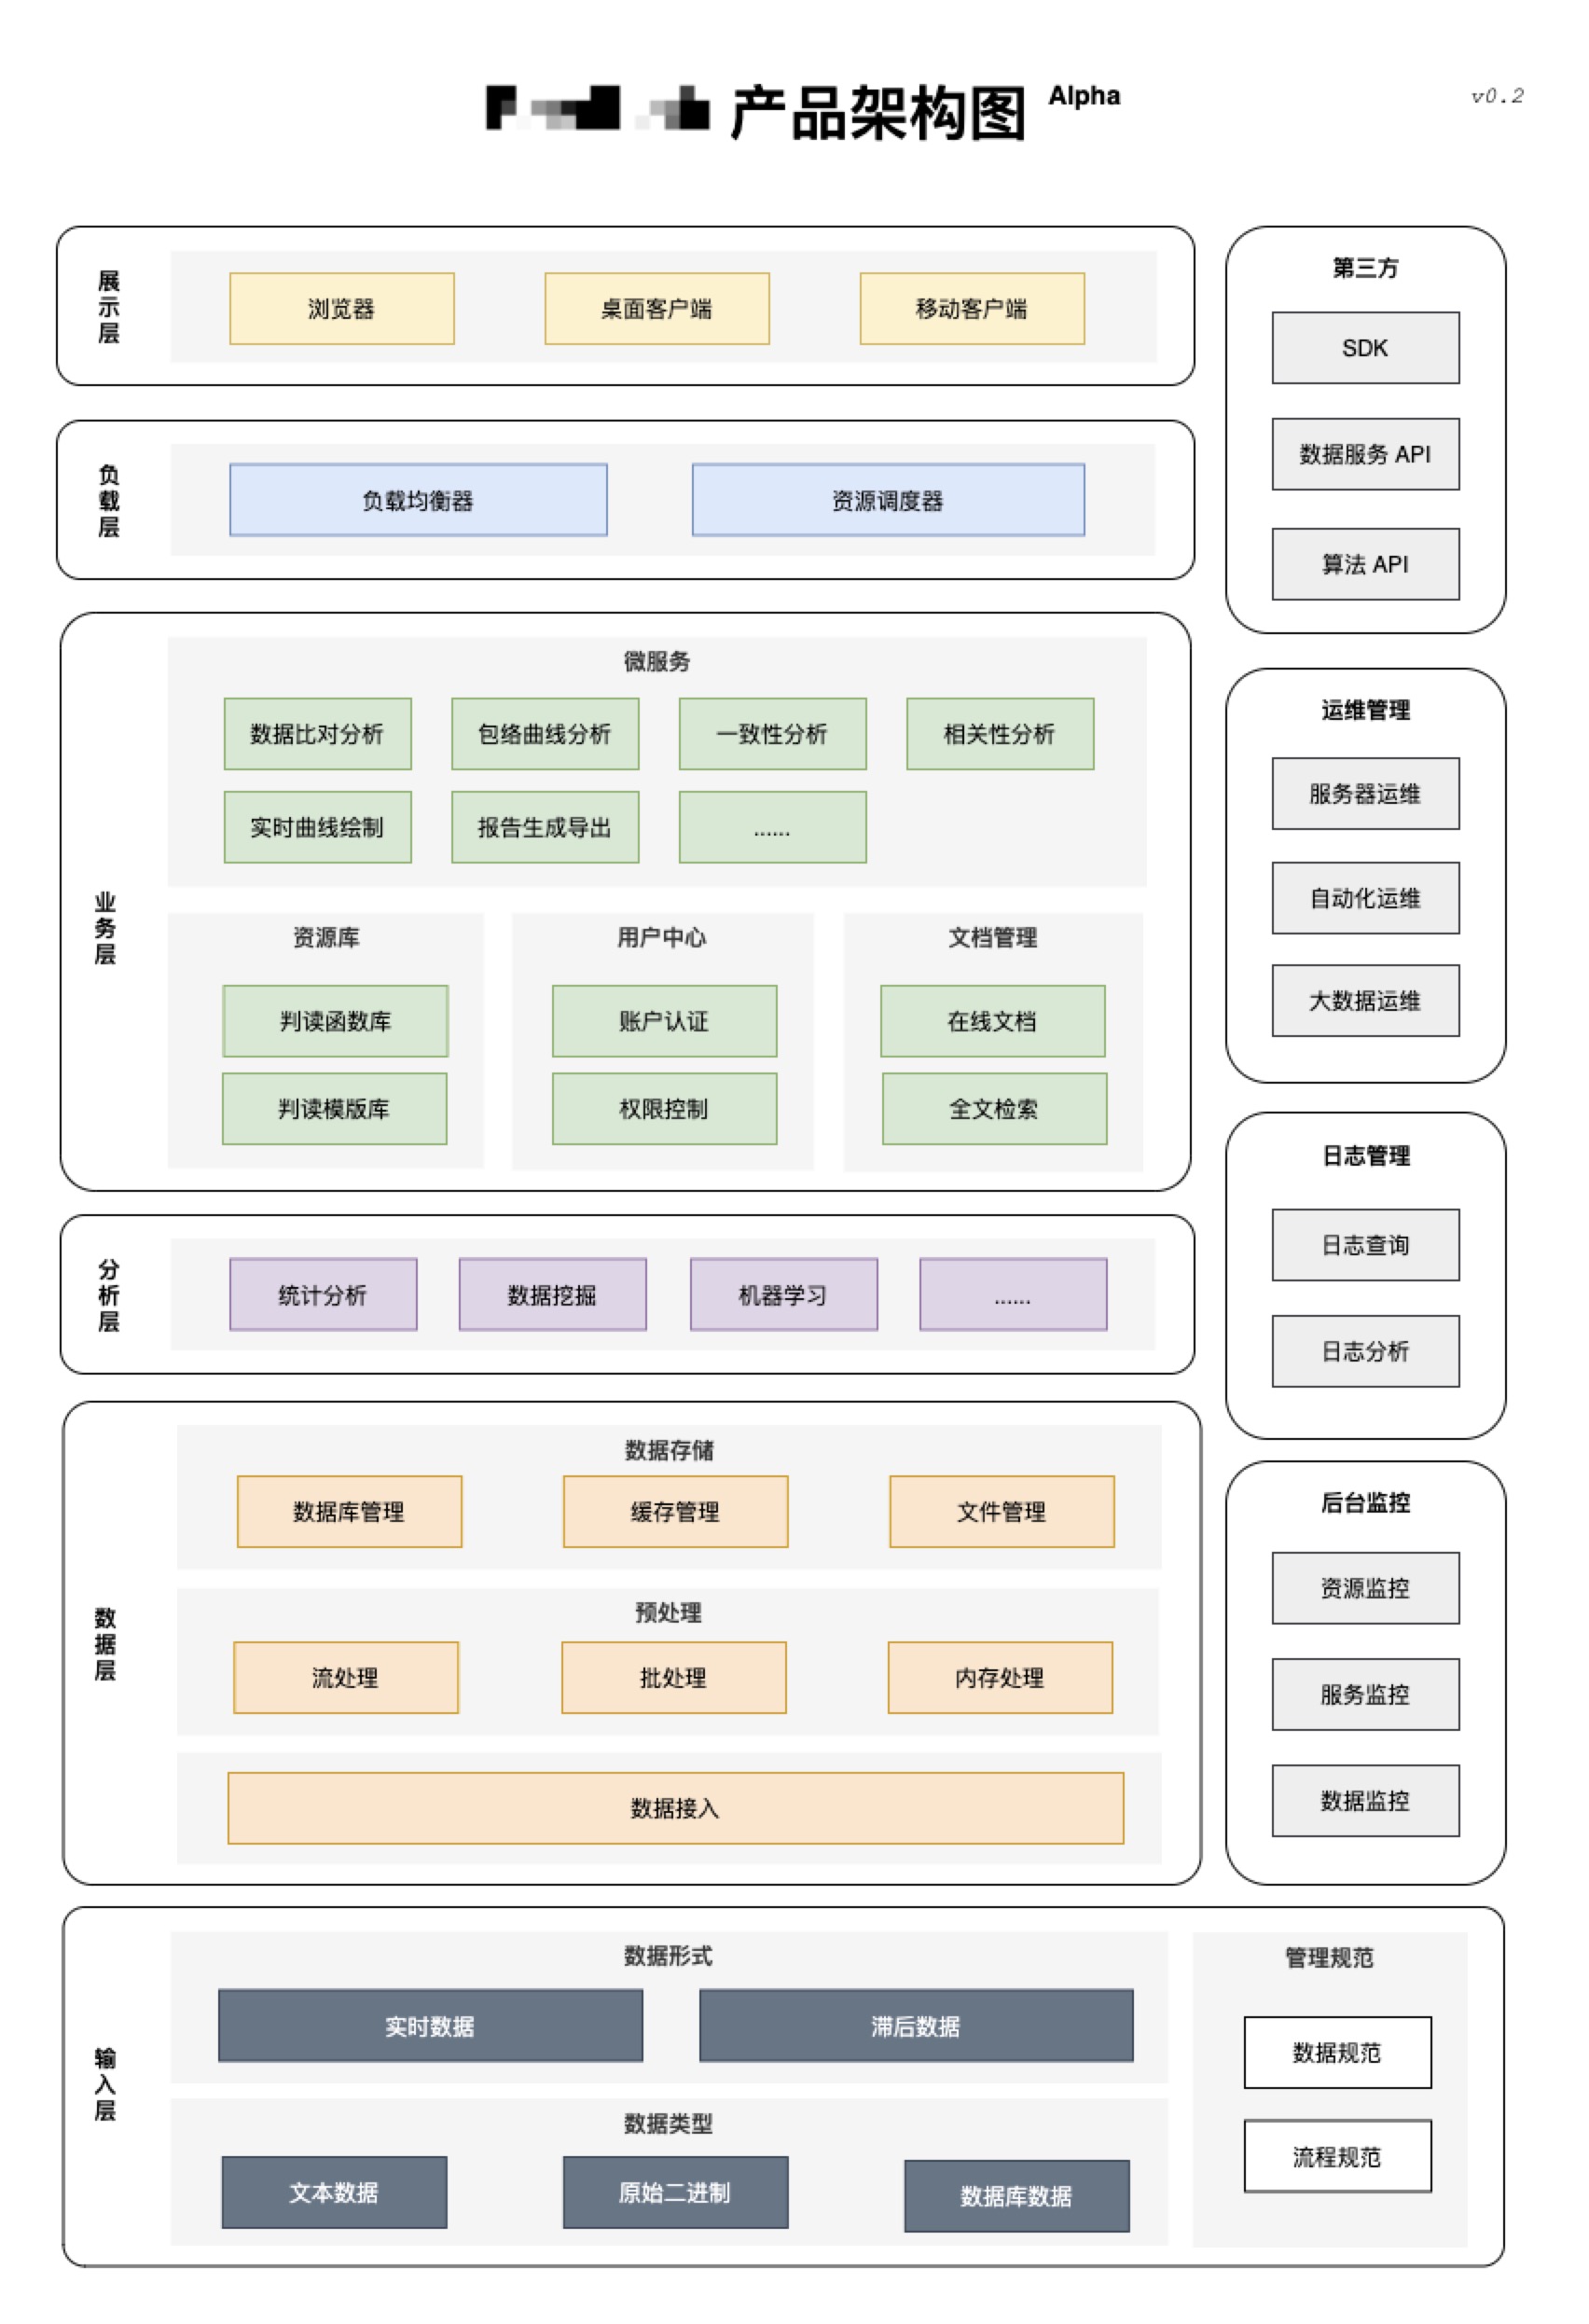 产品架构图 Alpha
v0.2
展示层
浏览器
桌面客户端
移动客户端
负载层
负载均衡器
资源调度器
业务层
微服务
数据比对分析
包络曲线分析
一致性分析
相关性分析
实时曲线绘制
报告生成导出
......
资源库
判读函数库
判读模版库
用户中心
账户认证
权限控制
文档管理
在线文档
全文检索
分析层
统计分析
数据挖掘
机器学习
......
数据层
数据存储
数据库管理
缓存管理
文件管理
预处理
流处理
批处理
内存处理
数据接入
第三方
SDK
数据服务 API
算法 API
运维管理
服务器运维
自动化运维
大数据运维
日志管理
日志查询
日志分析
后台监控
资源监控
服务监控
数据监控
输入层
数据形式
实时数据
滞后数据
数据类型
文本数据
原始二进制
数据库数据
管理规范
数据规范
流程规范